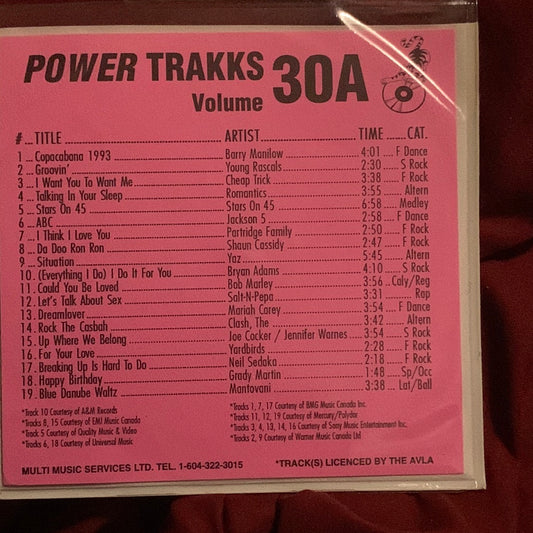 POWER TRAKKS
Volume 30A
# ... TITLE ARTIST TIME ...... CAT.
1 ... Copacabana 1993 Barry Manilow 4:01 ... F Dance
2 ... Groovin' Young Rascals 2:30 ... S Rock
3 ... I Want You To Want Me Cheap Trick 3:38 ... F Rock
4 ... Talking In Your Sleep Romantics 3:55 ... Altern
5 ... Stars On 45 Stars On 45 6:58 ... Medley
6 ... ABC Jackson 5 2:58 ... F Dance
7 ... I Think I Love You Partridge Family 2:50 ... F Rock
8 ... Da Doo Ron Ron Shaun Cassidy 2:47 ... F Rock
9 ... Situation Yaz 5:45 ... Altern
10. (Everything I Do) I Do It For You Bryan Adams 4:10 ... S Rock
11. Could You Be Loved Bob Marley 3:56 .. Caly/Reg
12. Let's Talk About Sex Salt-N-Pepa 3:31 ... Rap
13. Dreamlover Mariah Carey 3:54 ... F Dance
14. Rock The Casbah Clash, The 3:42 ... Altern
15. Up Where We Belong Joe Cocker / Jennifer Warnes 3:54 ... S Rock
16. For Your Love Yardbirds 2:28 ... F Rock
17. Breaking Up Is Hard To Do Neil Sedaka 2:18 ... F Rock
18. Happy Birthday Grady Martin 1:48 ... Sp/Occ
19. Blue Danube Waltz Mantovani 3:38 ... Lat/Ball
*Track 10 Courtesy of A&M Records
*Tracks 8, 15 Courtesy of EMI Music Canada
*Track 5 Courtesy of Quality Music & Video
*Tracks 6, 18 Courtesy of Universal Music
*Tracks 1, 7, 17 Courtesy of BMG Music Canada Inc.
*Tracks 11, 12, 19 Courtesy of Mercury/Polydor
*Tracks 3, 4, 13, 14, 16 Courtesy of Sony Music Entertainment Inc.
*Tracks 2, 9 Courtesy of Warner Music Canada Ltd
MULTI MUSIC SERVICES LTD. TEL. 1-604-322-3015 *TRACK(S) LICENCED BY THE AVLA